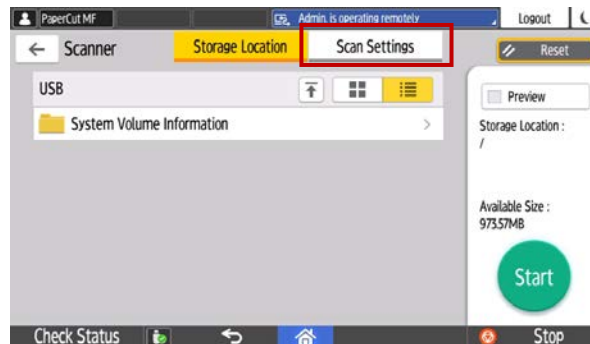 PaperCut MF
Admin. is operating remotely
Logout
Scanner
Storage Location
Scan Settings
Reset
USB
System Volume Information
Preview
Storage Location :
/
Available Size :
973.57MB
Start
Check Status
Stop